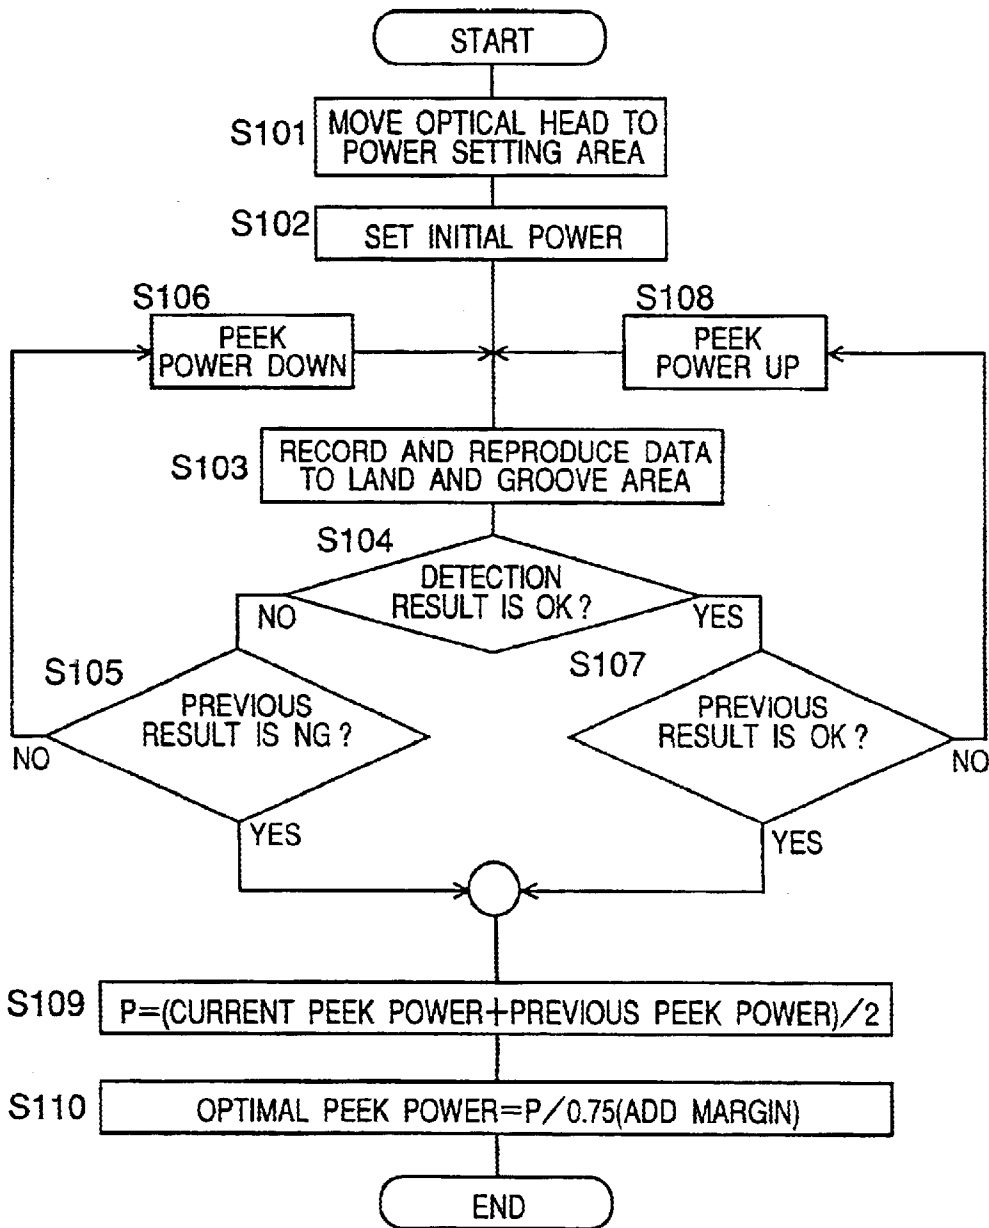 START
S101
MOVE OPTICAL HEAD TO
POWER SETTING AREA
S102
SET INITIAL POWER
S106
PEEK
POWER DOWN
S108
PEEK
POWER UP
S103
RECORD AND REPRODUCE DATA
TO LAND AND GROOVE AREA
S104
DETECTION
RESULT IS OK?
NO
YES
S105
PREVIOUS
RESULT IS NG?
NO
YES
S107
PREVIOUS
RESULT IS OK?
NO
YES
S109
P=(CURRENT PEEK POWER+PREVIOUS PEEK POWER)/2
S110
OPTIMAL PEEK POWER=P/0.75(ADD MARGIN)
END